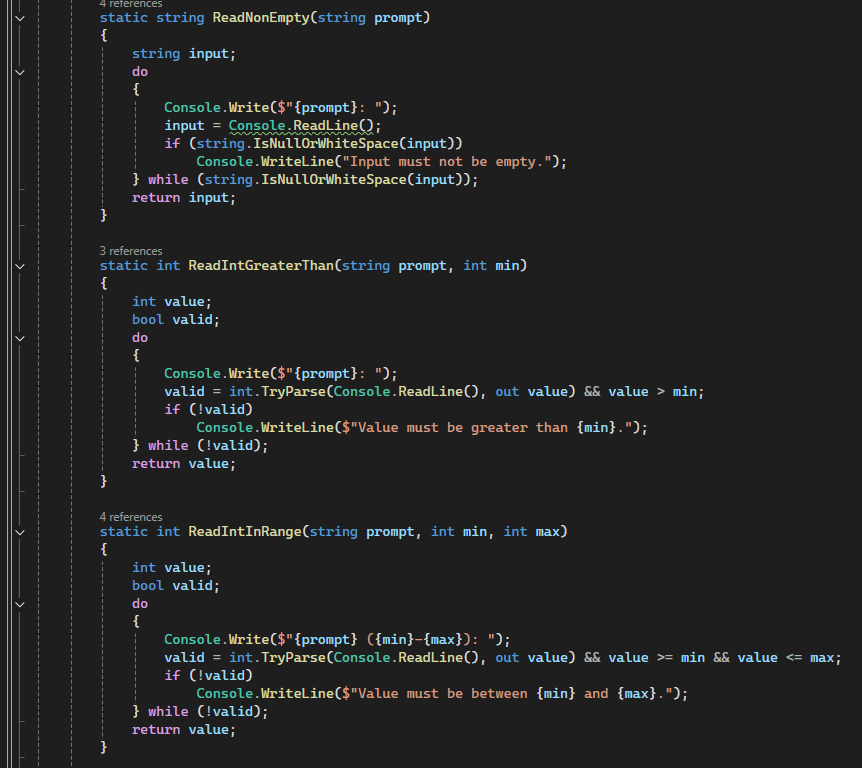 4 references
static string ReadNonEmpty(string prompt)
{
string input;
do
{
Console.Write($"{prompt}: ");
input = Console.ReadLine();
if (string.IsNullOrWhiteSpace(input))
Console.WriteLine("Input must not be empty.");
} while (string.IsNullOrWhiteSpace(input));
return input;
}
3 references
static int ReadIntGreaterThan(string prompt, int min)
{
int value;
bool valid;
do
{
Console.Write($"{prompt}: ");
valid = int.TryParse(Console.ReadLine(), out value) && value > min;
if (!valid)
Console.WriteLine($"Value must be greater than {min}.");
} while (!valid);
return value;
}
4 references
static int ReadIntInRange(string prompt, int min, int max)
{
int value;
bool valid;
do
{
Console.Write($"{prompt} ({min}-{max}): ");
valid = int.TryParse(Console.ReadLine(), out value) && value >= min && value <= max;
if (!valid)
Console.WriteLine($"Value must be between {min} and {max}.");
} while (!valid);
return value;
}